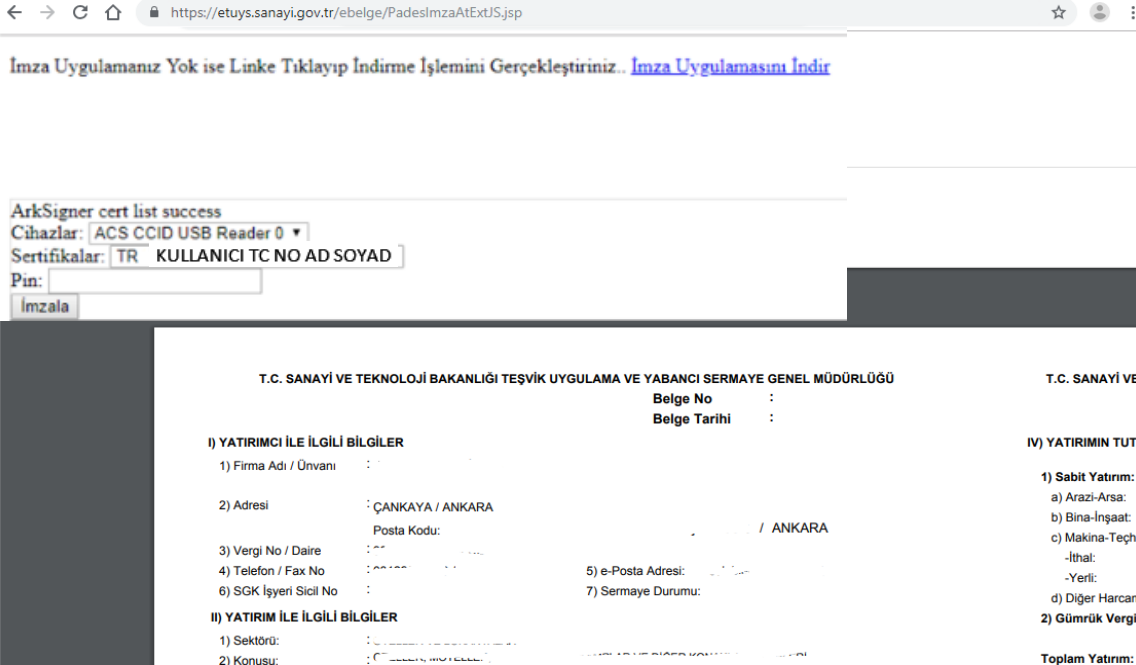 https://etuys.sanayi.gov.tr/ebelge/PadesImzaAtExtJS.jsp
İmza Uygulamanız Yok ise Linke Tıklayıp İndirme İşlemini Gerçekleştiriniz.. İmza Uygulamasını İndir
ArkSigner cert list success
Cihazlar: ACS CCID USB Reader 0
Sertifikalar: TR KULLANICI TC NO AD SOYAD
Pin:
İmzala
T.C. SANAYİ VE TEKNOLOJİ BAKANLIĞI TEŞVİK UYGULAMA VE YABANCI SERMAYE GENEL MÜDÜRLÜĞÜ
Belge No :
Belge Tarihi :
I) YATIRIMCI İLE İLGİLİ BİLGİLER
1) Firma Adı / Ünvanı :
2) Adresi : ÇANKAYA / ANKARA
Posta Kodu: / ANKARA
3) Vergi No / Daire :
4) Telefon / Fax No : 5) e-Posta Adresi:
6) SGK İşyeri Sicil No : 7) Sermaye Durumu:
II) YATIRIM İLE İLGİLİ BİLGİLER
1) Sektörü: :
2) Konusu: :
T.C. SANAYİ VE
IV) YATIRIMIN TUT
1) Sabit Yatırım:
a) Arazi-Arsa:
b) Bina-İnşaat:
c) Makina-Teçh
-İthal:
-Yerli:
d) Diğer Harcam
2) Gümrük Vergi
Toplam Yatırım: